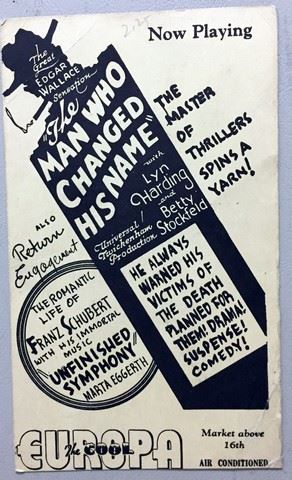 2.25
Now Playing
The Great
EDGAR
WALLACE
Sensation
"The
MAN WHO
CHANGED
HIS NAME"
with
Lyn
Harding
and
Betty
Stockfeld
Universal/
Twickenham
Production
THE
MASTER
OF
THRILLERS
SPINS A
YARN!
HE ALWAYS
WARNED HIS
VICTIMS OF
THE DEATH
PLANNED FOR
THEM! DRAMA!
SUSPENSE!
COMEDY!
ALSO
Return
Engagement
THE ROMANTIC
LIFE OF
FRANZ SCHUBERT
WITH HIS IMMORTAL
MUSIC
"UNFINISHED
SYMPHONY"
MARTA EGGERTH
The COOL
EUROPA
Market above
16th
AIR CONDITIONED